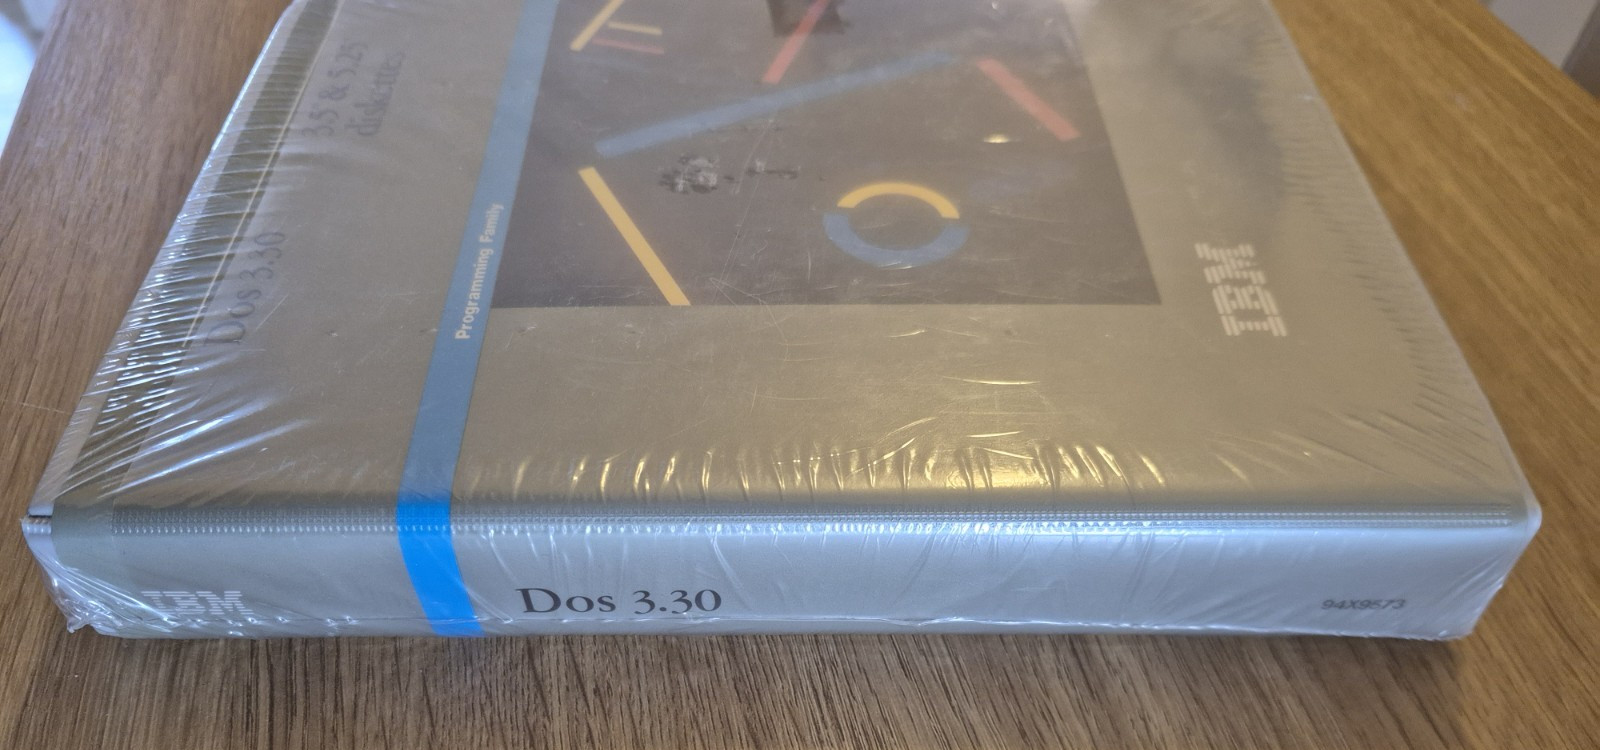 Dos 3.30
3.5 & 5.25
diskettes
Programming Family
IBM
IBM
Dos 3.30
94X9573